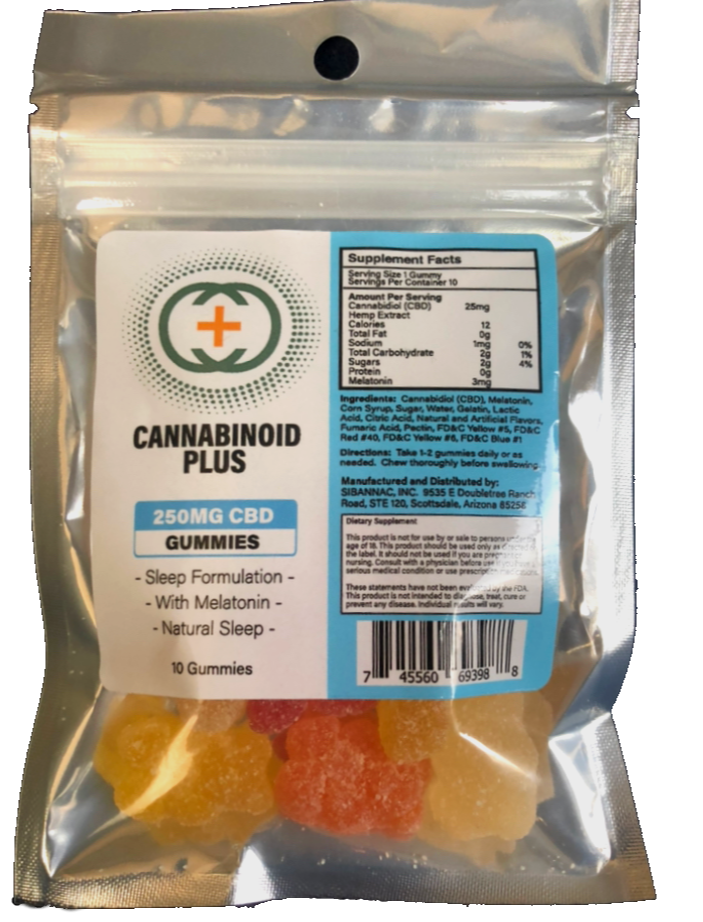 CANNABINOID
PLUS
250MG CBD
GUMMIES
- Sleep Formulation -
- With Melatonin -
- Natural Sleep -
10 Gummies
Supplement Facts
Serving Size 1 Gummy
Servings Per Container 10
Amount Per Serving
Cannabidiol (CBD) 25mg
Hemp Extract
Calories 12
Total Fat 0g
Sodium 1mg 0%
Total Carbohydrate 2g 1%
Sugars 2g 4%
Protein 0g
Melatonin 3mg
Ingredients: Cannabidiol (CBD), Melatonin,
Corn Syrup, Sugar, Water, Gelatin, Lactic
Acid, Citric Acid, Natural and Artificial Flavors,
Fumaric Acid, Pectin, FD&C Yellow #5, FD&C
Red #40, FD&C Yellow #6, FD&C Blue #1
Directions: Take 1-2 gummies daily or as
needed. Chew thoroughly before swallowing.
Manufactured and Distributed by:
SIBANNAC, INC. 9535 E Doubletree Ranch
Road, STE 120, Scottsdale, Arizona 85258
Dietary Supplement
This product is not for use by or sale to persons under the
age of 18. This product should be used only as directed on
the label. It should not be used if you are pregnant or
nursing. Consult with a physician before use if you have a
serious medical condition or use prescription medications.
These statements have not been evaluated by the FDA.
This product is not intended to diagnose, treat, cure or
prevent any disease. Individual results will vary.
7 45560 69398 8